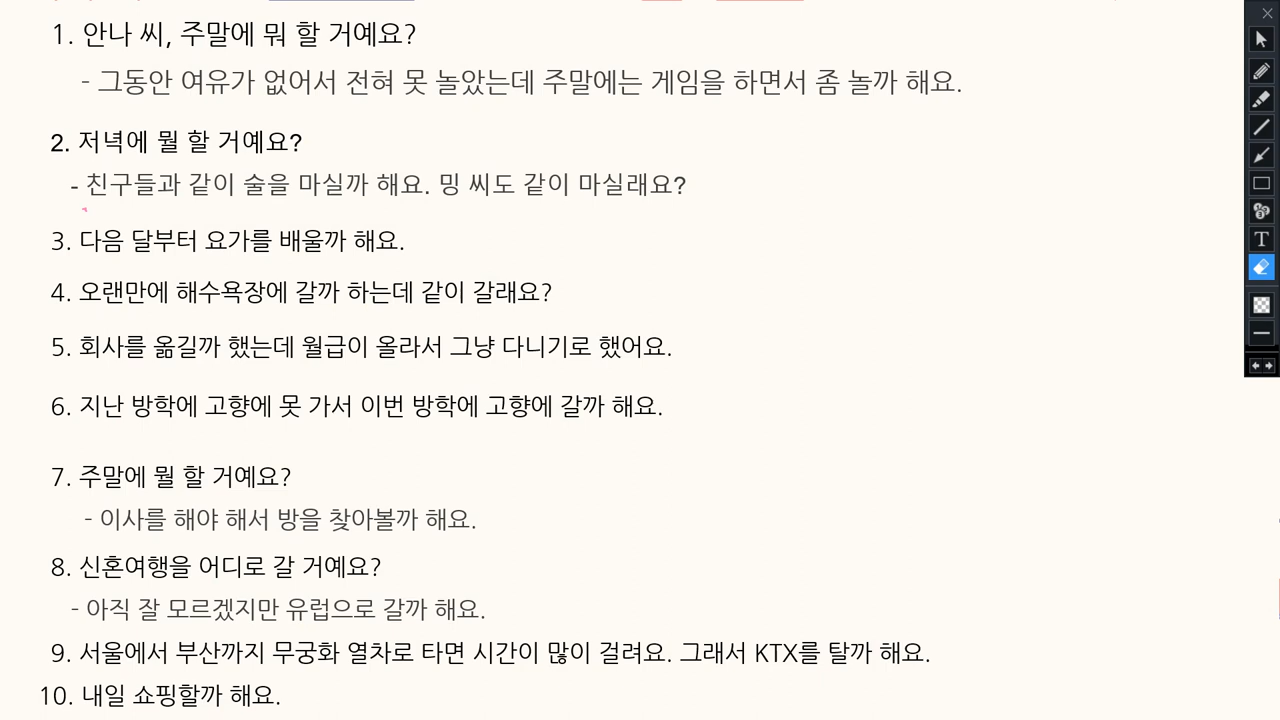 1. 안나 씨, 주말에 뭐 할 거예요?
- 그동안 여유가 없어서 전혀 못 놀았는데 주말에는 게임을 하면서 좀 놀까 해요.
2. 저녁에 뭘 할 거예요?
- 친구들과 같이 술을 마실까 해요. 밍 씨도 같이 마실래요?
3. 다음 달부터 요가를 배울까 해요.
4. 오랜만에 해수욕장에 갈까 하는데 같이 갈래요?
5. 회사를 옮길까 했는데 월급이 올라서 그냥 다니기로 했어요.
6. 지난 방학에 고향에 못 가서 이번 방학에 고향에 갈까 해요.
7. 주말에 뭘 할 거예요?
- 이사를 해야 해서 방을 찾아볼까 해요.
8. 신혼여행을 어디로 갈 거예요?
- 아직 잘 모르겠지만 유럽으로 갈까 해요.
9. 서울에서 부산까지 무궁화 열차로 타면 시간이 많이 걸려요. 그래서 KTX를 탈까 해요.
10. 내일 쇼핑할까 해요.